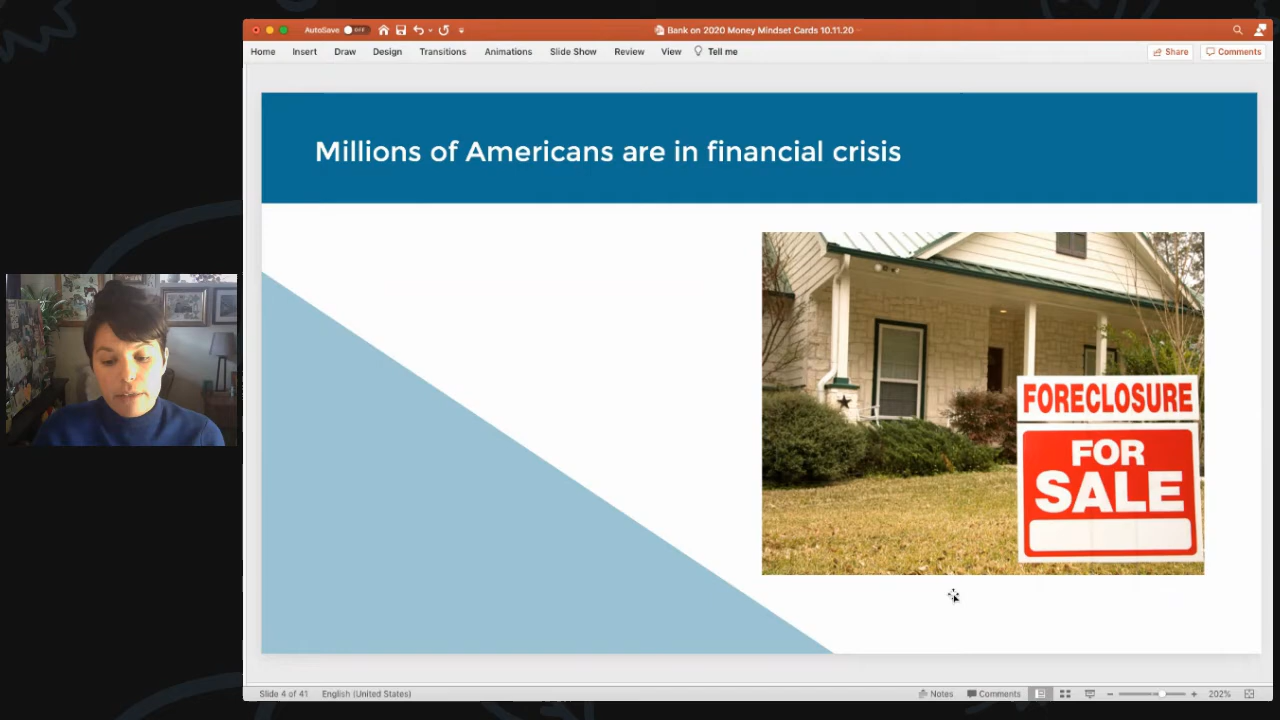 AutoSave OFF
Bank on 2020 Money Mindset Cards 10.11.20
Home Insert Draw Design Transitions Animations Slide Show Review View Tell me Share Comments
Millions of Americans are in financial crisis
FORECLOSURE
FOR
SALE
Slide 4 of 41 English (United States) Notes Comments 202%